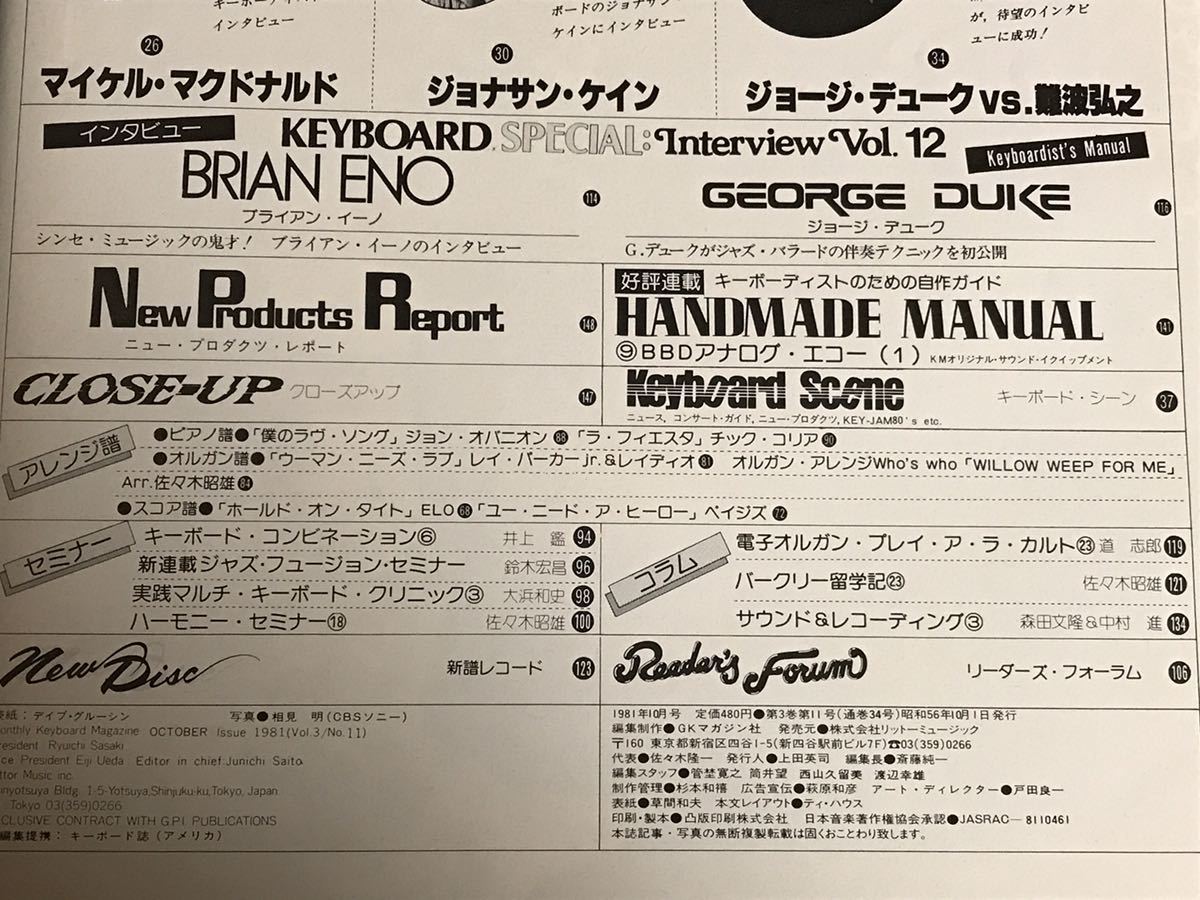 キーボーディスト
インタビュー
26
マイケル・マクドナルド
ボードのジョナサン・
ケインにインタビュー
30
ジョナサン・ケイン
が，待望のインタビ
ューに成功！
34
ジョージ・デュークvs.難波弘之
インタビュー
KEYBOARD SPECIAL: Interview Vol. 12
Keyboardist's Manual
BRIAN ENO
114
ブライアン・イーノ
シンセ・ミュージックの鬼才！ ブライアン・イーノのインタビュー
GEORGE DUKE
116
ジョージ・デューク
G.デュークがジャズ・バラードの伴奏テクニックを初公開
New Products Report
148
ニュー・プロダクツ・レポート
好評連載 キーボーディストのための自作ガイド
HANDMADE MANUAL
141
⑨BBDアナログ・エコー（1） KMオリジナル・サウンド・イクイップメント
CLOSE-UP クローズアップ 147
Keyboard Scene キーボード・シーン 37
ニュース，コンサート・ガイド，ニュー・プロダクツ，KEY-JAM80's etc.
アレンジ譜
●ピアノ譜●「僕のラヴ・ソング」ジョン・オバニオン88「ラ・フィエスタ」チック・コリア90
●オルガン譜●「ウーマン・ニーズ・ラブ」レイ・パーカーJr.&レイディオ81 オルガン・アレンジWho's who「WILLOW WEEP FOR ME」
Arr.佐々木昭雄84
●スコア譜●「ホールド・オン・タイト」ELO68「ユー・ニード・ア・ヒーロー」ペイジズ72
セミナー
キーボード・コンビネーション⑥ 井上 鑑 94
新連載ジャズ・フュージョン・セミナー 鈴木宏昌 96
実践マルチ・キーボード・クリニック③ 大浜和史 98
ハーモニー・セミナー⑱ 佐々木昭雄 100
コラム
電子オルガン・プレイ・ア・ラ・カルト㉓ 道 志郎 119
バークリー留学記㉓ 佐々木昭雄 121
サウンド&レコーディング③ 森田文隆&中村 進 134
New Disc 新譜レコード 123
Reader's Forum リーダーズ・フォーラム 106
表紙：デイブ・グルーシン 写真●相見 明(CBSソニー)
onthly Keyboard Magazine OCTOBER Issue 1981(Vol.3/No.11)
resident Ryuichi Sasaki
ice President Eiji Ueda Editor in chief Junichi Saito
ttor Music inc.
hinyotsuya Bldg. 1-5-Yotsuya,Shinjuku-ku,Tokyo, Japan
Tokyo 03(359)0266
XCLUSIVE CONTRACT WITH G.P.I. PUBLICATIONS
編集提携：キーボード誌(アメリカ)
1981年10月号 定価480円●第3巻第11号(通巻34号)昭和56年10月1日発行
編集制作●GKマガジン社 発売元●株式会社リットーミュージック
〒160 東京都新宿区四谷1-5(新四谷駅前ビル7F)☎03(359)0266
代表●佐々木隆一 発行人●上田英司 編集長●斎藤純一
編集スタッフ●菅埜寛之 筒井望 西山久留美 渡辺幸雄
制作管理●杉本和禧 広告宣伝●萩原和彦 アート・ディレクター●戸田良一
表紙●草間和夫 本文レイアウト●ティ・ハウス
印刷・製本●凸版印刷株式会社 日本音楽著作権協会承認●JASRAC―8110461
本誌記事・写真の無断複製転載は固くおことわり致します。